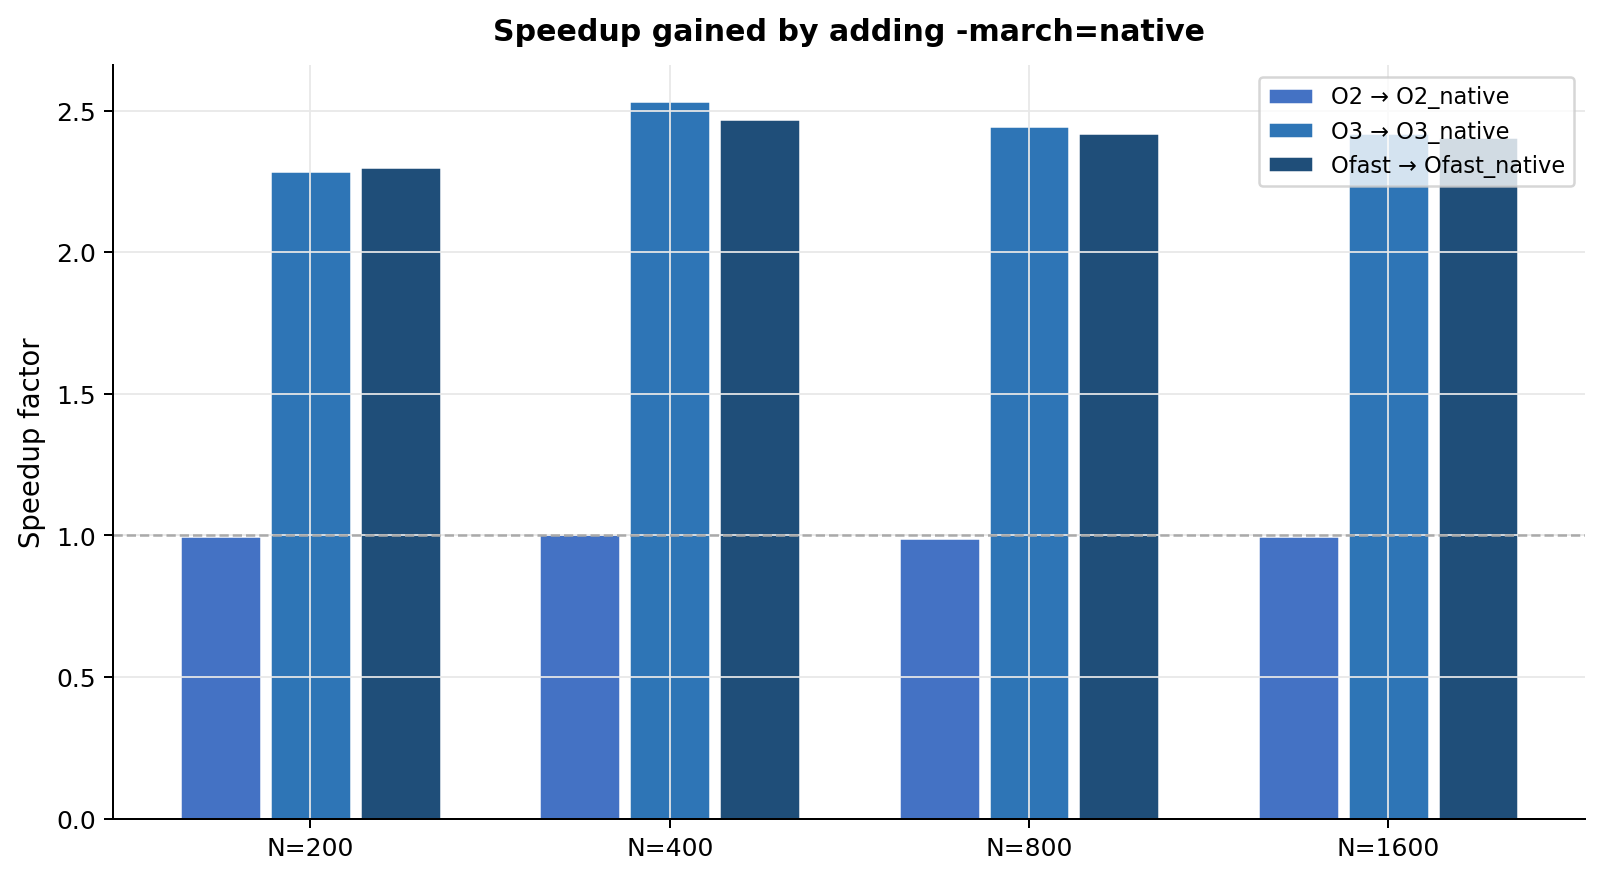 Speedup gained by adding -march=native
O2 → O2_native
O3 → O3_native
Ofast → Ofast_native
Speedup factor
2.5
2.0
1.5
1.0
0.5
0.0
N=200
N=400
N=800
N=1600